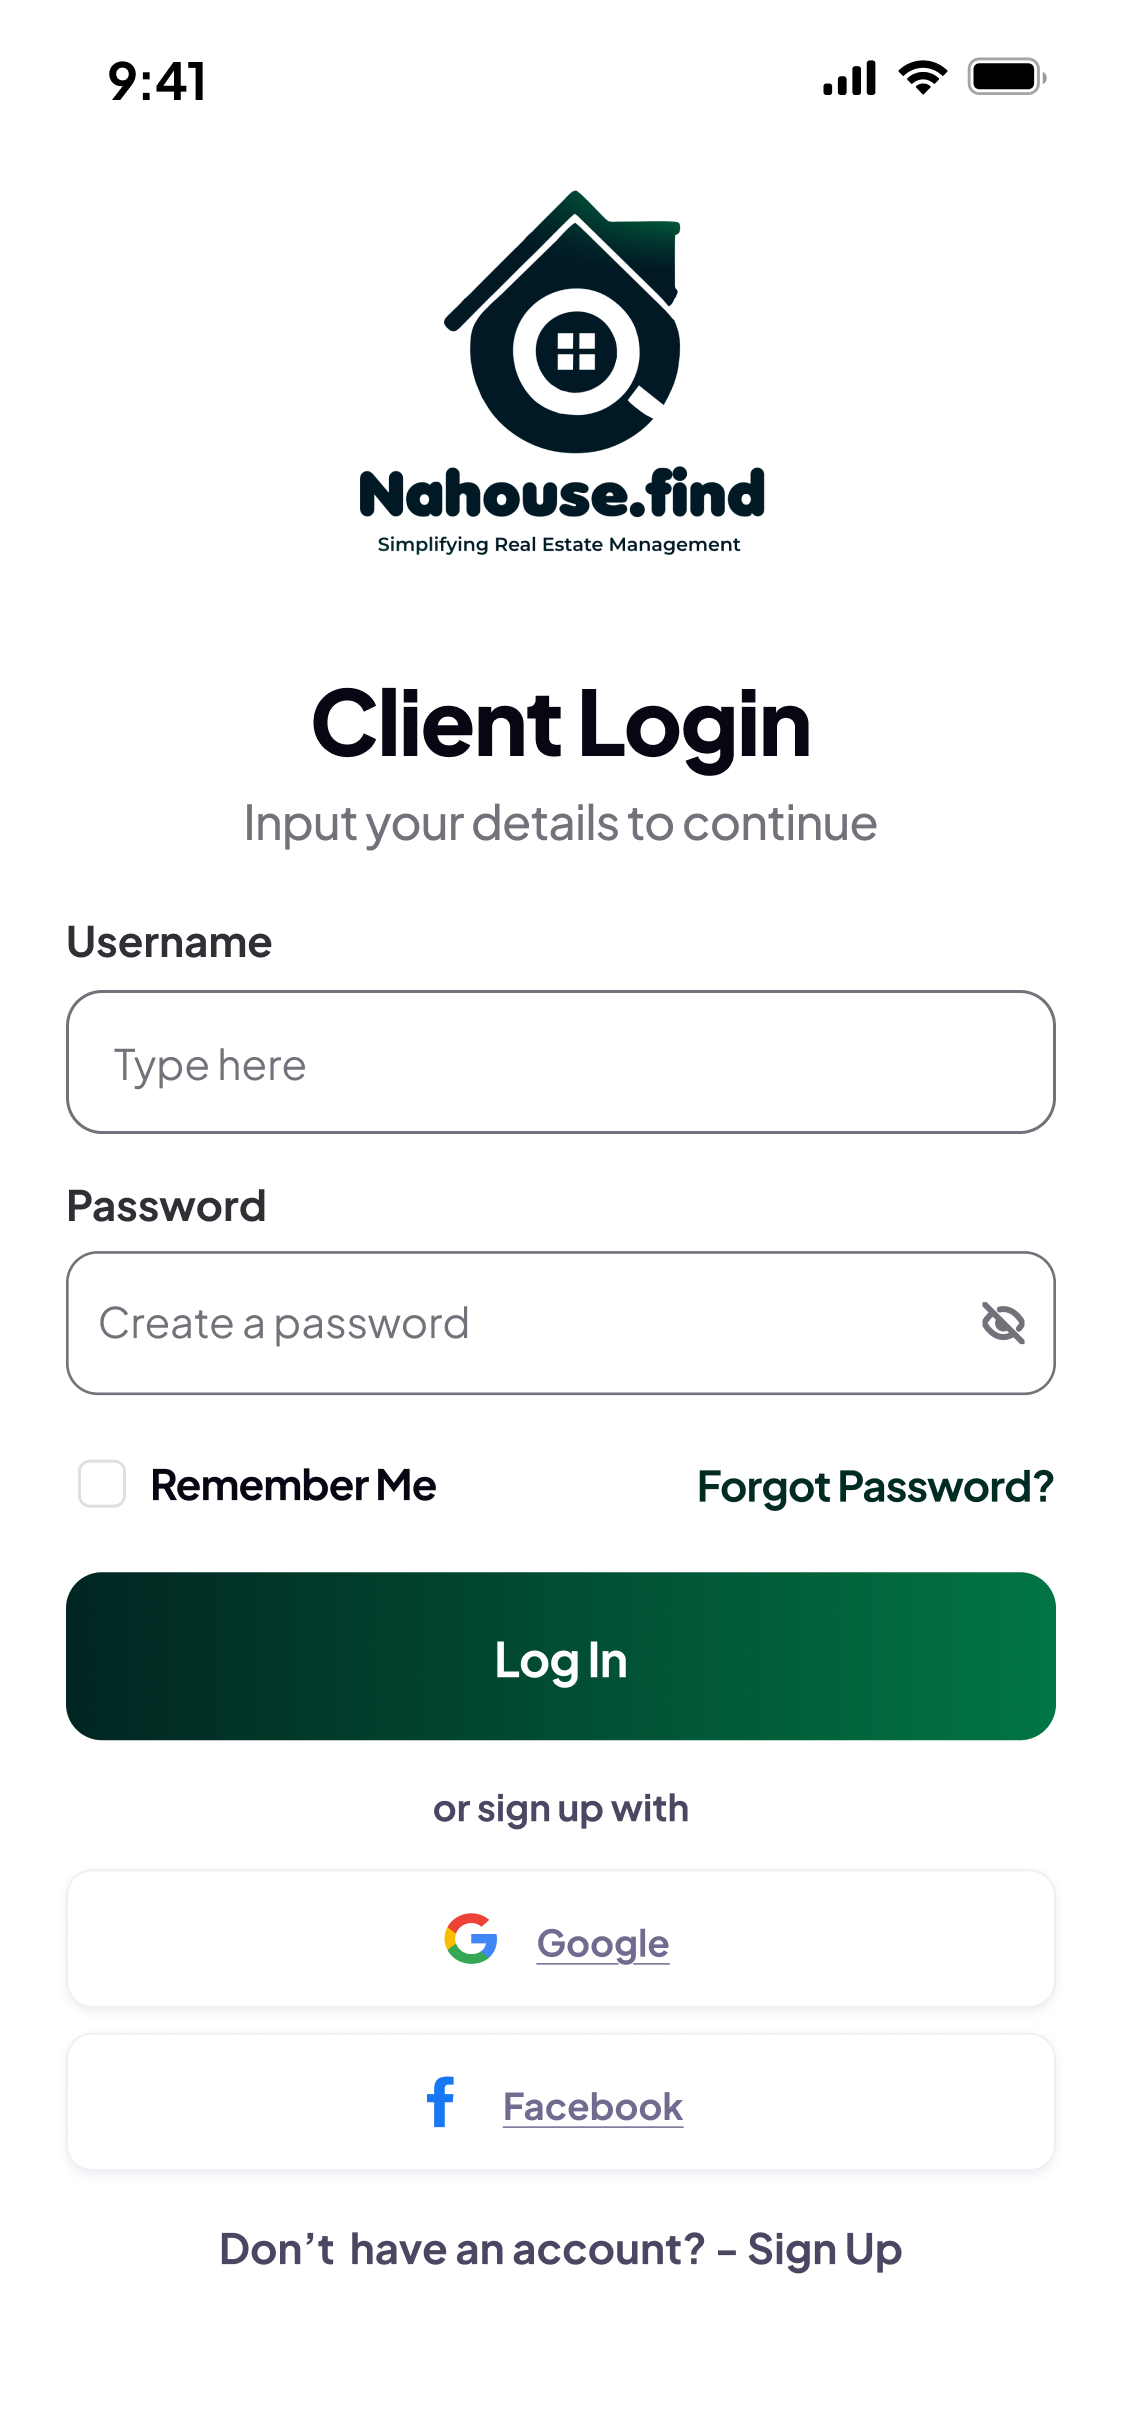 9:41
Nahouse.find
Simplifying Real Estate Management
Client Login
Input your details to continue
Username
Type here
Password
Create a password
Remember Me
Forgot Password?
Log In
or sign up with
Google
Facebook
Don’t have an account? - Sign Up